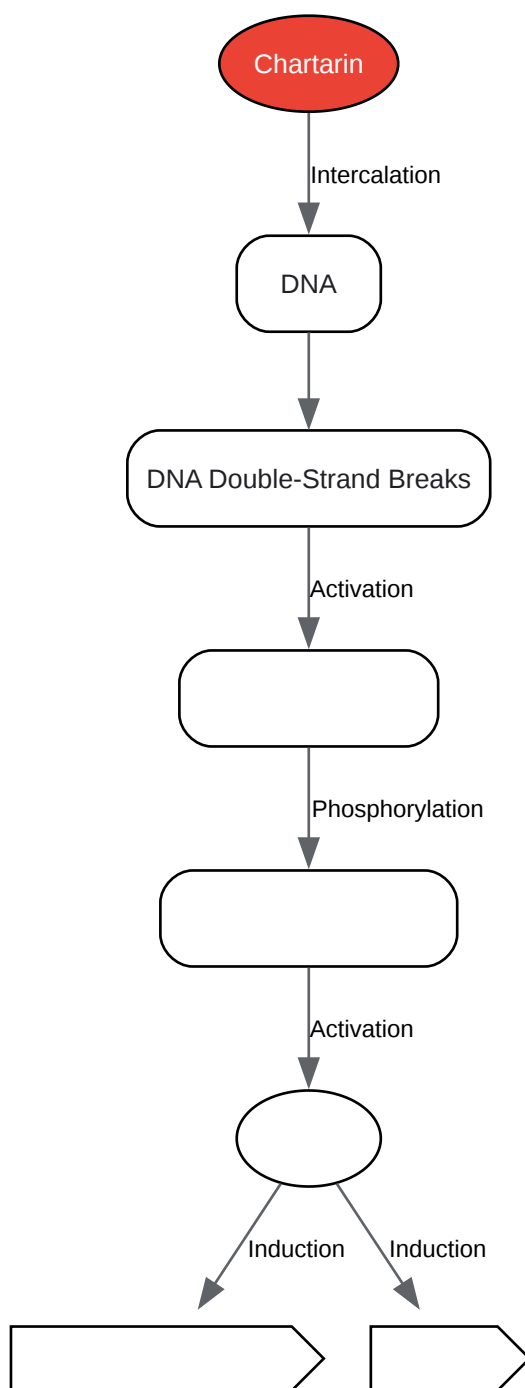 Chartarin
Intercalation
DNA
DNA Double-Strand Breaks
Activation
Phosphorylation
Activation
Induction
Induction